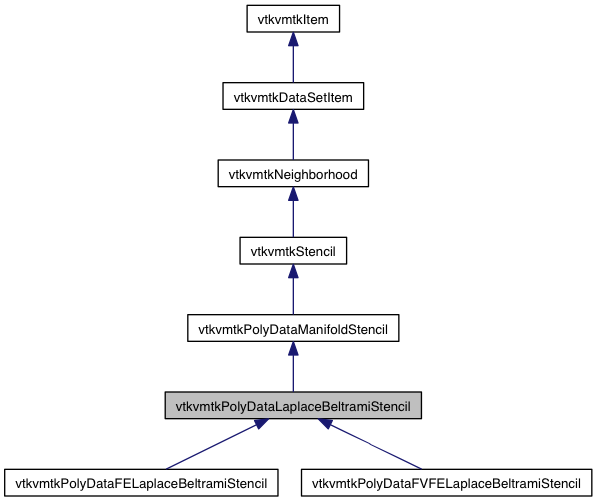 vtkvmtkItem
vtkvmtkDataSetItem
vtkvmtkNeighborhood
vtkvmtkStencil
vtkvmtkPolyDataManifoldStencil
vtkvmtkPolyDataLaplaceBeltramiStencil
vtkvmtkPolyDataFELaplaceBeltramiStencil
vtkvmtkPolyDataFVFELaplaceBeltramiStencil